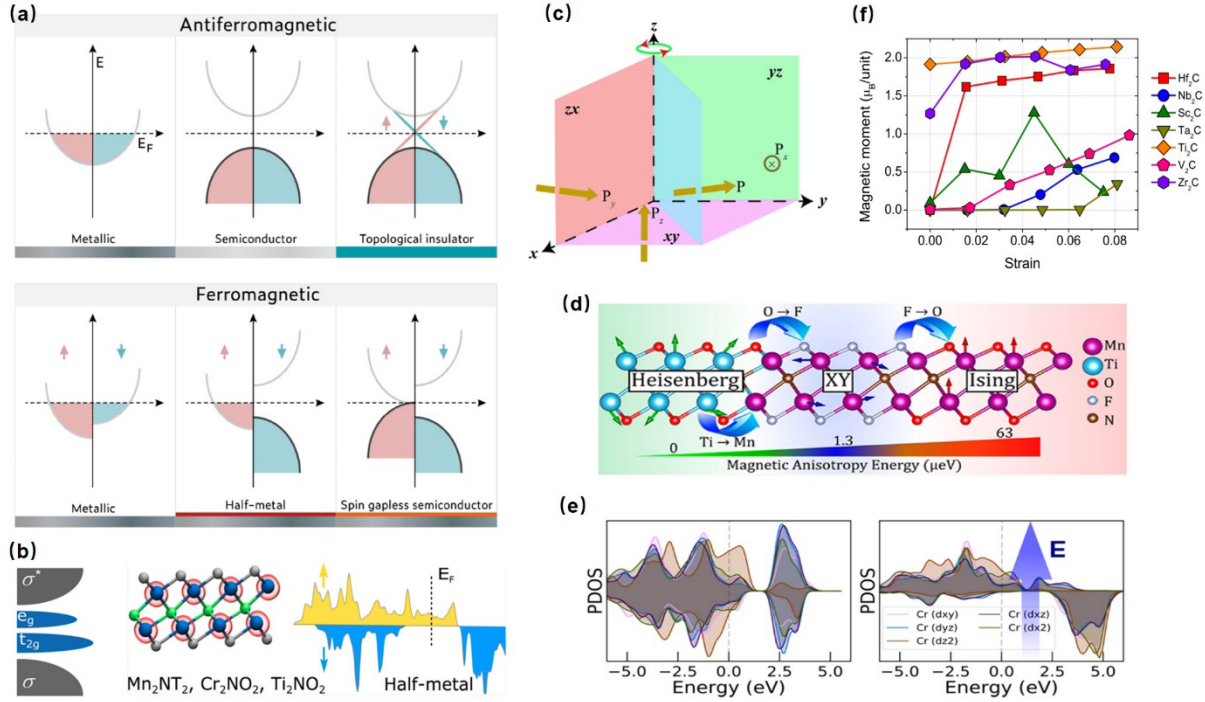 (a)
Antiferromagnetic
E
E_F
Metallic
Semiconductor
Topological insulator
Ferromagnetic
Metallic
Half-metal
Spin gapless semiconductor
(b)
σ*
e_g
t_2g
σ
Mn₂NT₂, Cr₂NO₂, Ti₂NO₂
E_F
Half-metal
(c)
z
yz
zx
P_x
P_y
P
P_z
y
xy
x
(f)
Magnetic moment (μ_B/unit)
2.0
1.5
1.0
0.5
0.0
0.00 0.02 0.04 0.06 0.08
Strain
Hf₂C
Nb₂C
Sc₂C
Ta₂C
Ti₂C
V₂C
Zr₂C
(d)
O → F
F → O
Heisenberg
XY
Ising
Ti → Mn
0
1.3
63
Magnetic Anisotropy Energy (μeV)
Mn
Ti
O
F
N
(e)
PDOS
−5.0 −2.5 0.0 2.5 5.0
Energy (eV)
PDOS
E
Cr (dxy)
Cr (dyz)
Cr (dz2)
Cr (dxz)
Cr (dx2)
−5.0 −2.5 0.0 2.5 5.0
Energy (eV)